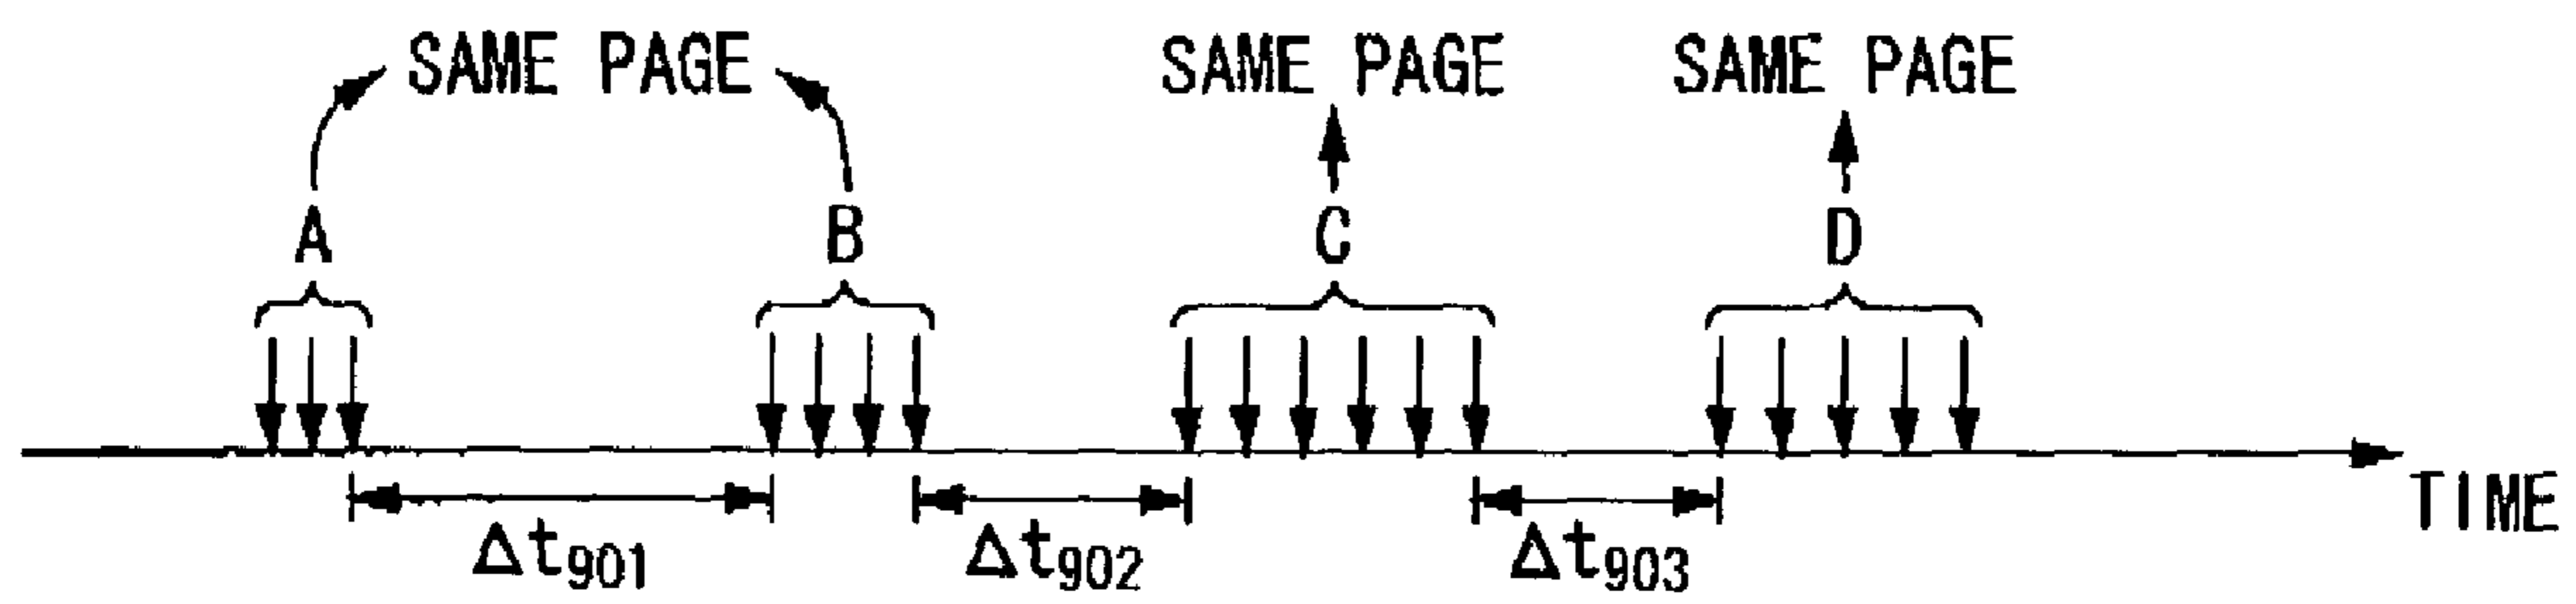 SAME PAGE SAME PAGE SAME PAGE
A B C D
TIME
Δt901 Δt902 Δt903